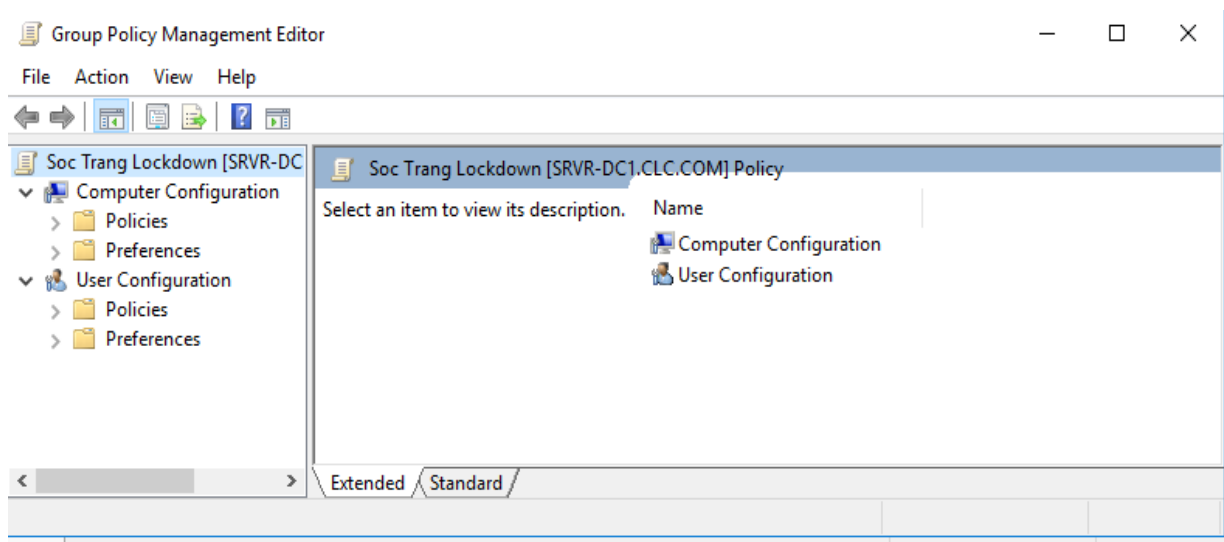 Group Policy Management Editor
File Action View Help
Soc Trang Lockdown [SRVR-DC
Computer Configuration
Policies
Preferences
User Configuration
Policies
Preferences
Soc Trang Lockdown [SRVR-DC1.CLC.COM] Policy
Select an item to view its description.
Name
Computer Configuration
User Configuration
Extended Standard